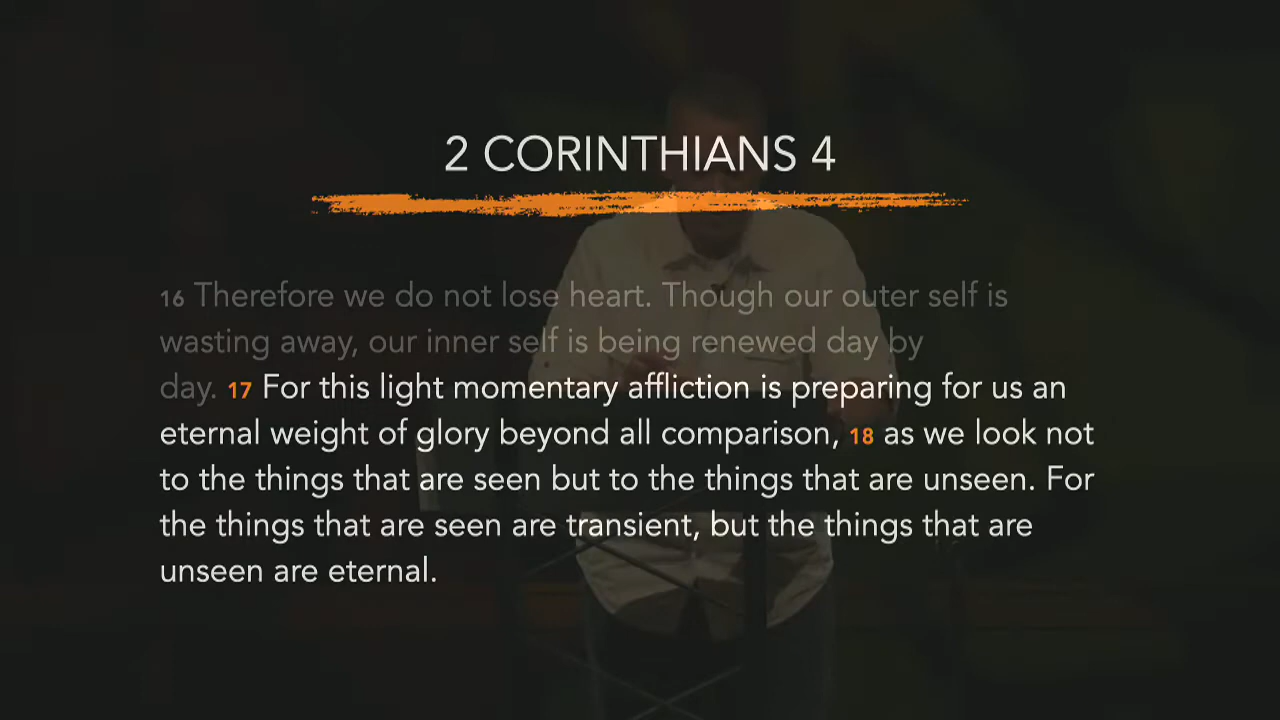 2 CORINTHIANS 4
16 Therefore we do not lose heart. Though our outer self is
wasting away, our inner self is being renewed day by
day. 17 For this light momentary affliction is preparing for us an
eternal weight of glory beyond all comparison, 18 as we look not
to the things that are seen but to the things that are unseen. For
the things that are seen are transient, but the things that are
unseen are eternal.